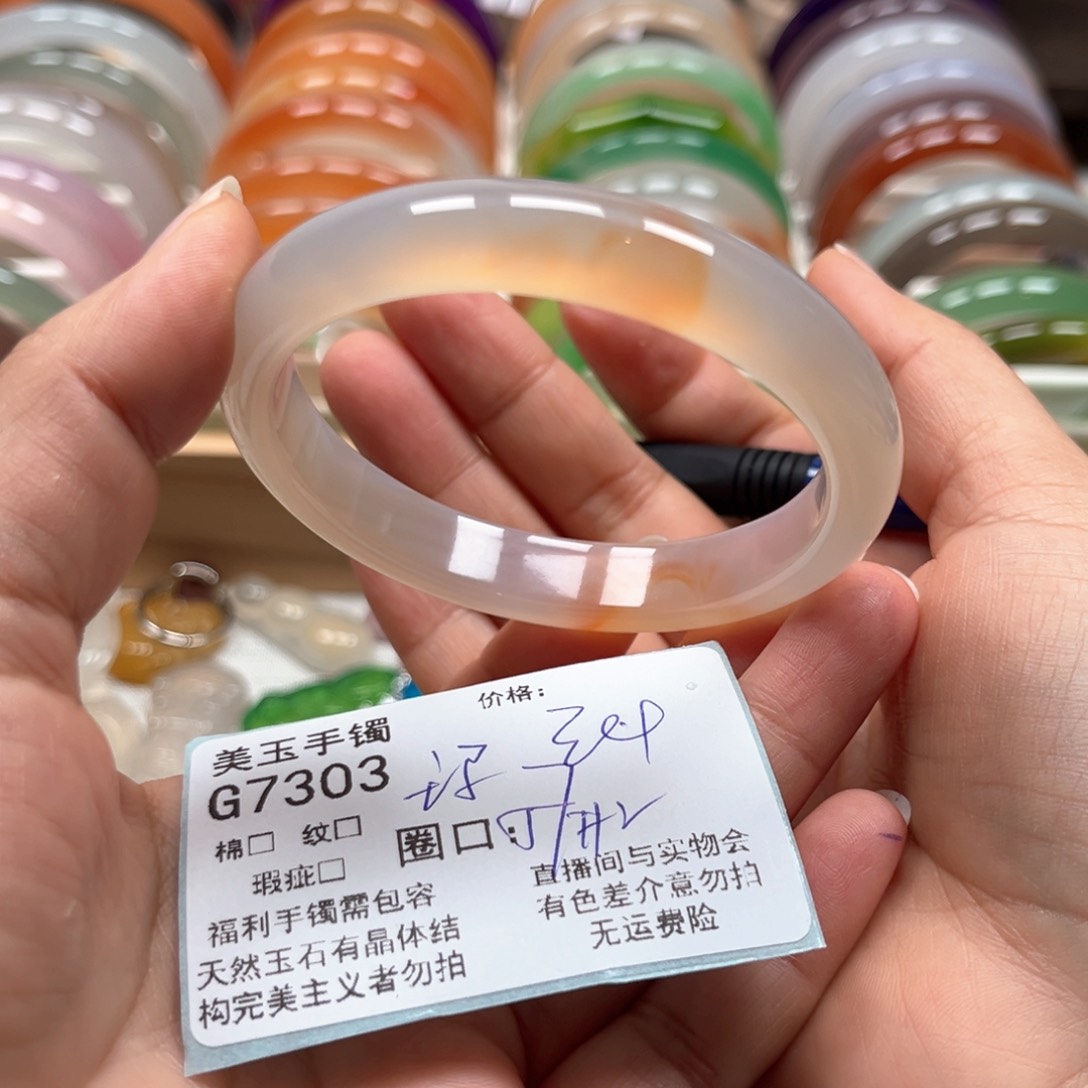 价格:
美玉手镯
G7303
棉□ 纹□ 圈口:
瑕疵□
福利手镯需包容
天然玉石有晶体结
构完美主义者勿拍
直播间与实物会
有色差介意勿拍
无运费险